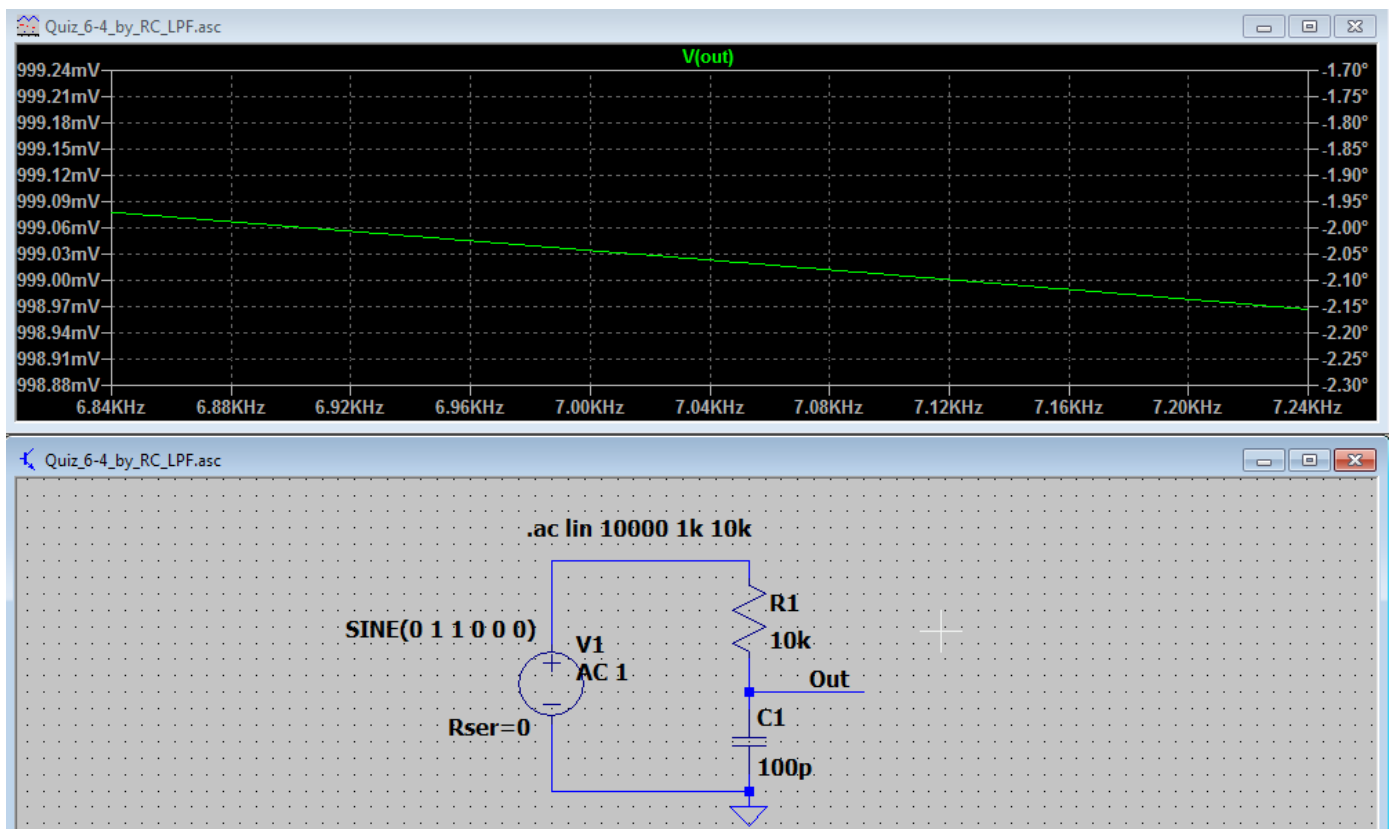 Quiz_6-4_by_RC_LPF.asc
V(out)
999.24mV -1.70°
999.21mV -1.75°
999.18mV -1.80°
999.15mV -1.85°
999.12mV -1.90°
999.09mV -1.95°
999.06mV -2.00°
999.03mV -2.05°
999.00mV -2.10°
998.97mV -2.15°
998.94mV -2.20°
998.91mV -2.25°
998.88mV -2.30°
6.84KHz 6.88KHz 6.92KHz 6.96KHz 7.00KHz 7.04KHz 7.08KHz 7.12KHz 7.16KHz 7.20KHz 7.24KHz
Quiz_6-4_by_RC_LPF.asc
.ac lin 10000 1k 10k
R1
SINE(0 1 1 0 0 0)
V1
10k
AC 1
Out
C1
Rser=0
100p